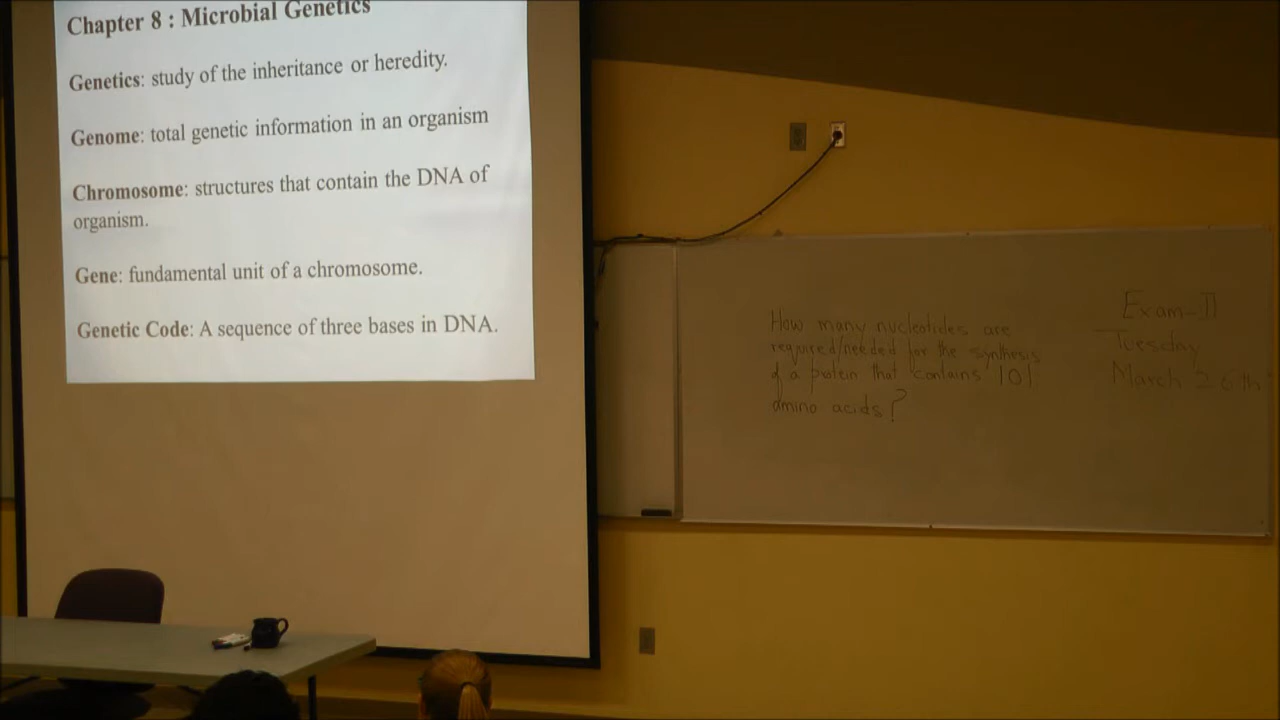 Chapter 8 : Microbial Genetics
Genetics: study of the inheritance or heredity.
Genome: total genetic information in an organism
Chromosome: structures that contain the DNA of
organism.
Gene: fundamental unit of a chromosome.
Genetic Code: A sequence of three bases in DNA.
How many nucleotides are
required/needed for the synthesis
of a protein that contains 101
amino acids?
Exam-II
Tuesday
March 26th